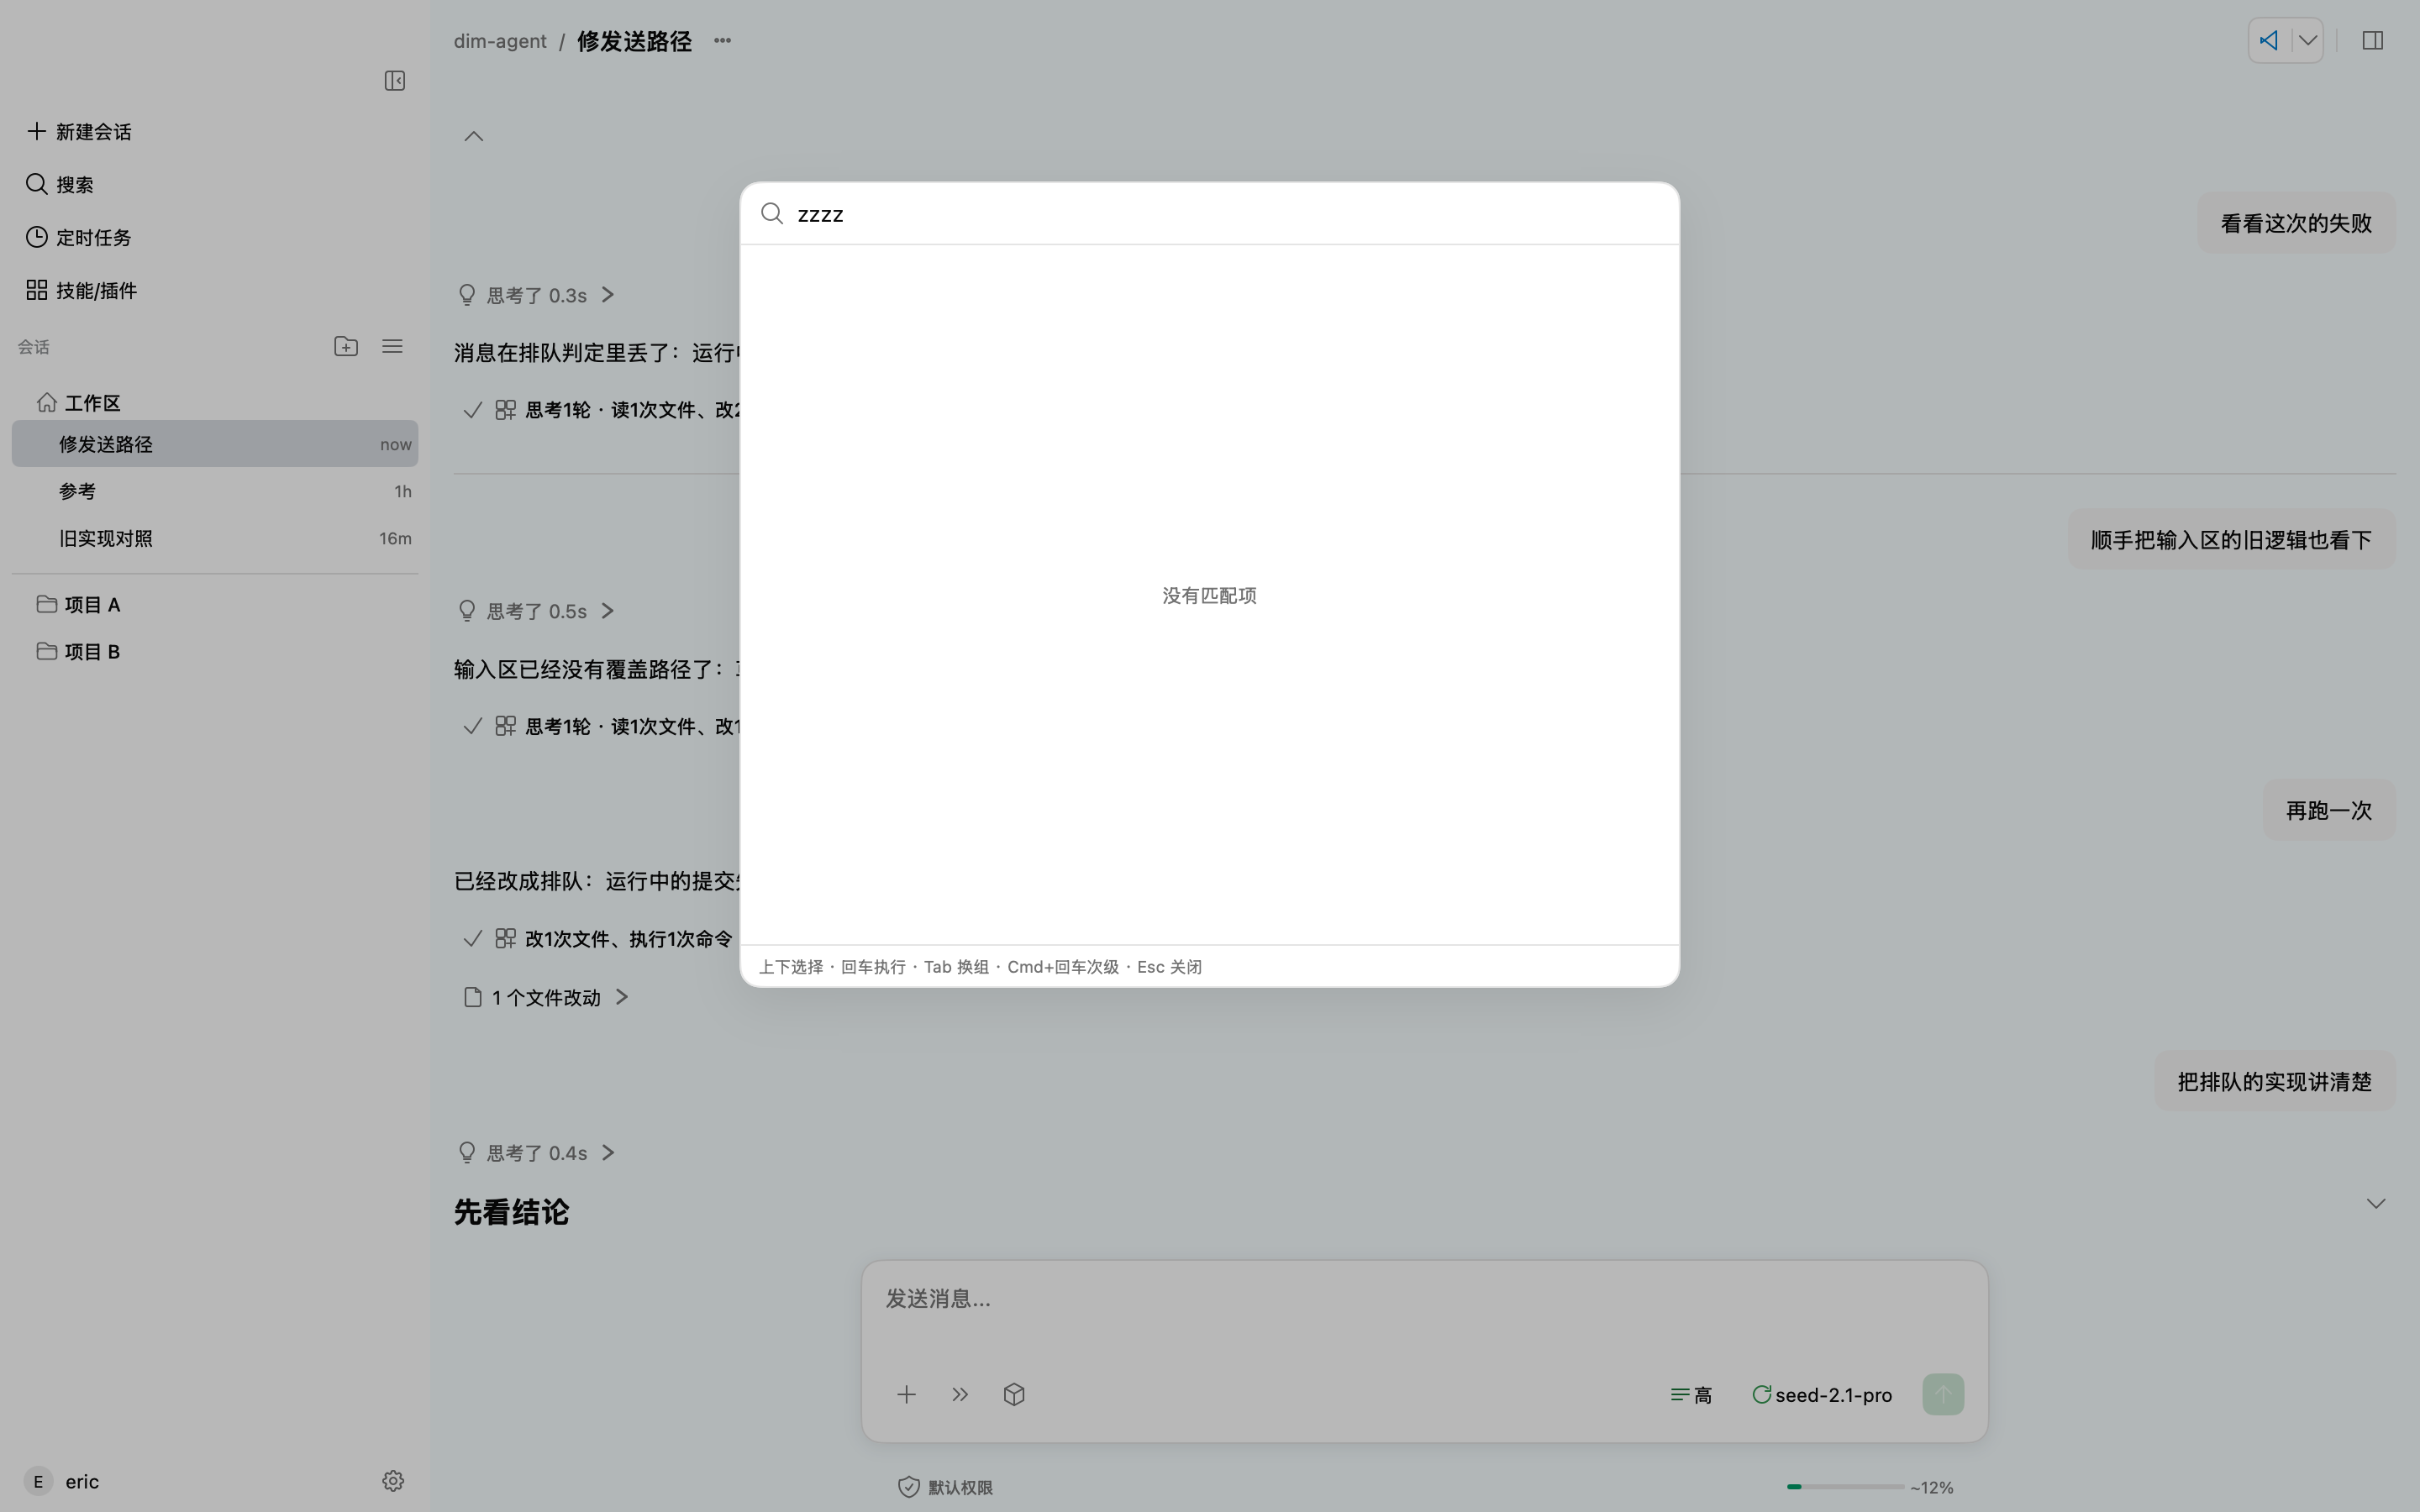 dim-agent / 修发送路径
新建会话
搜索
定时任务
技能/插件
会话
工作区
修发送路径 now
参考 1h
旧实现对照 16m
项目 A
项目 B
E eric
看看这次的失败
思考了 0.3s
消息在排队判定里丢了：运行
思考1轮 · 读1次文件、改
顺手把输入区的旧逻辑也看下
思考了 0.5s
输入区已经没有覆盖路径了：
思考1轮 · 读1次文件、改1
再跑一次
已经改成排队：运行中的提交
改1次文件、执行1次命令
1 个文件改动
把排队的实现讲清楚
思考了 0.4s
先看结论
zzzz
没有匹配项
上下选择 · 回车执行 · Tab 换组 · Cmd+回车次级 · Esc 关闭
发送消息...
高 seed-2.1-pro
默认权限 ~12%